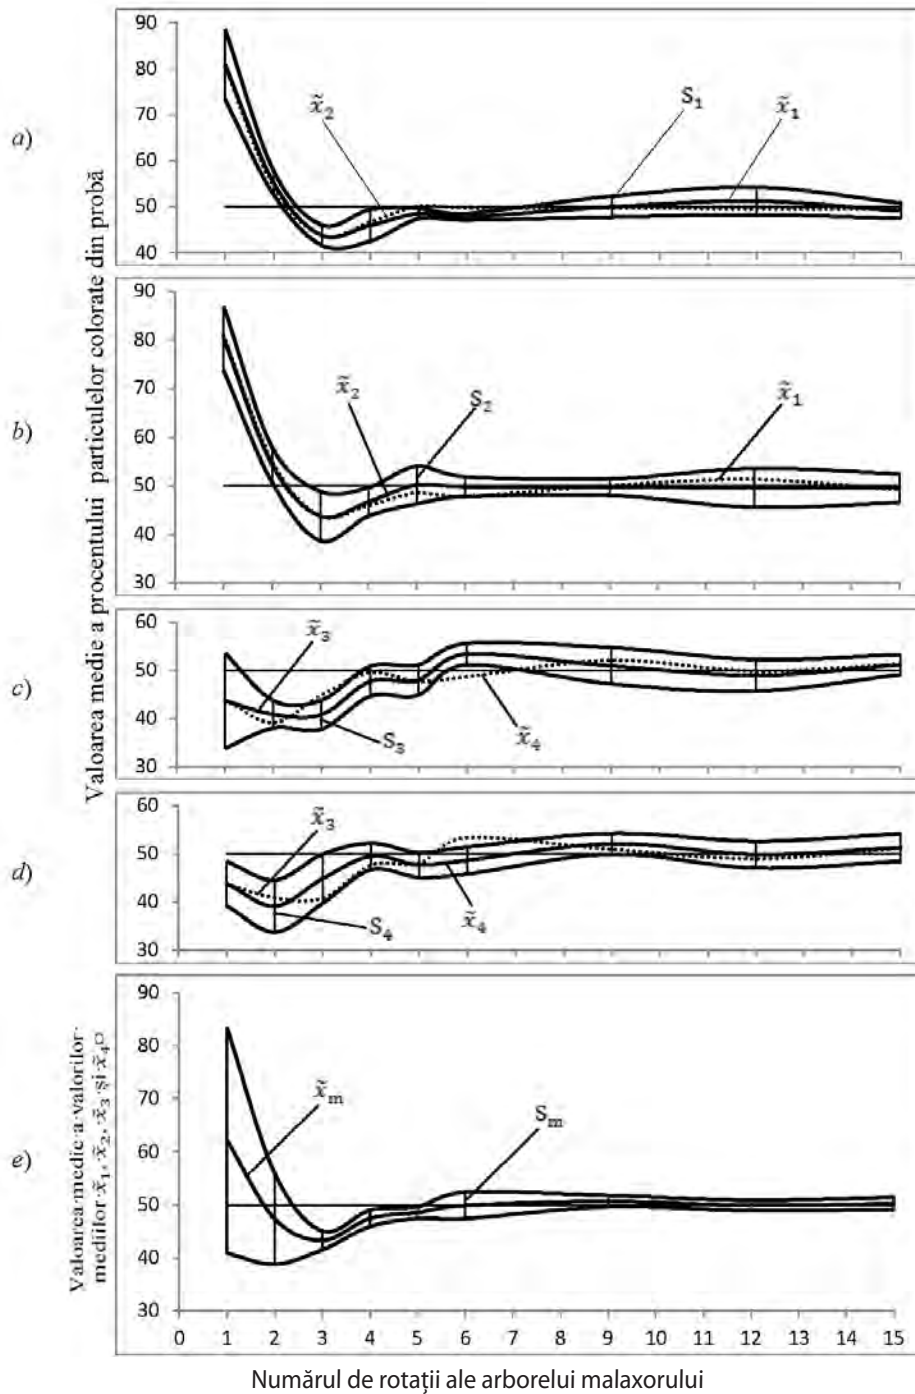 Valoarea medie a procentului particulelor colorate din probă
a)
90
80
70
60
50
40
x̃₂
S₁
x̃₁
b)
90
80
70
60
50
40
30
x̃₂
S₂
x̃₁
c)
60
50
40
30
x̃₃
S₃
x̃₄
d)
60
50
40
30
x̃₃
S₄
x̃₄
Valoarea·medie·a·valorilor·
mediilor·x̃₁,·x̃₂,·x̃₃·și·x̃₄
e)
90
80
70
60
50
40
30
x̃ₘ
Sₘ
0 1 2 3 4 5 6 7 8 9 10 11 12 13 14 15
Numărul de rotații ale arborelui malaxorului